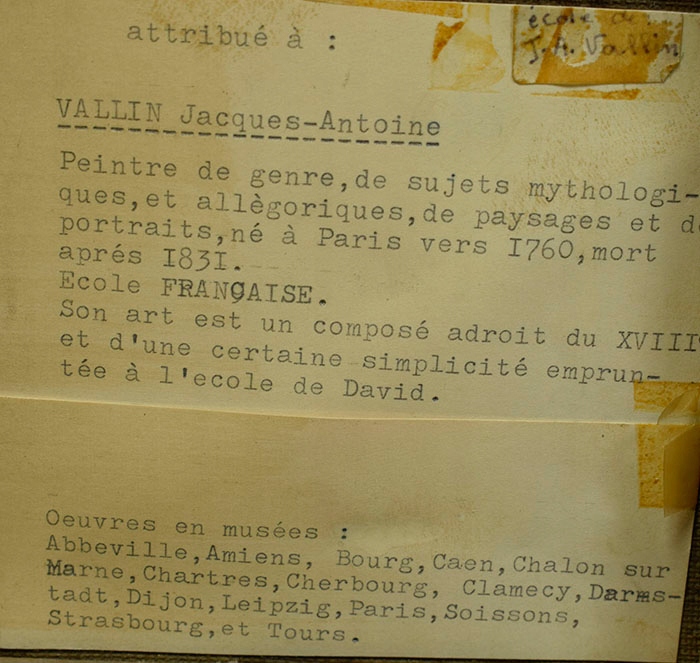 attribué à :
école de
J.A. Vallin
VALLIN Jacques-Antoine
Peintre de genre,de sujets mythologi-
ques,et allègoriques,de paysages et de
portraits,né à Paris vers I760,mort
aprés I83I.
Ecole FRANÇAISE.
Son art est un composé adroit du XVIII
et d'une certaine simplicité emprun-
tée à l'ecole de David.
Oeuvres en musées :
Abbeville,Amiens, Bourg,Caen,Chalon sur
Marne,Chartres,Cherbourg, Clamecy,Darms-
tadt,Dijon,Leipzig,Paris,Soissons,
Strasbourg,et Tours.